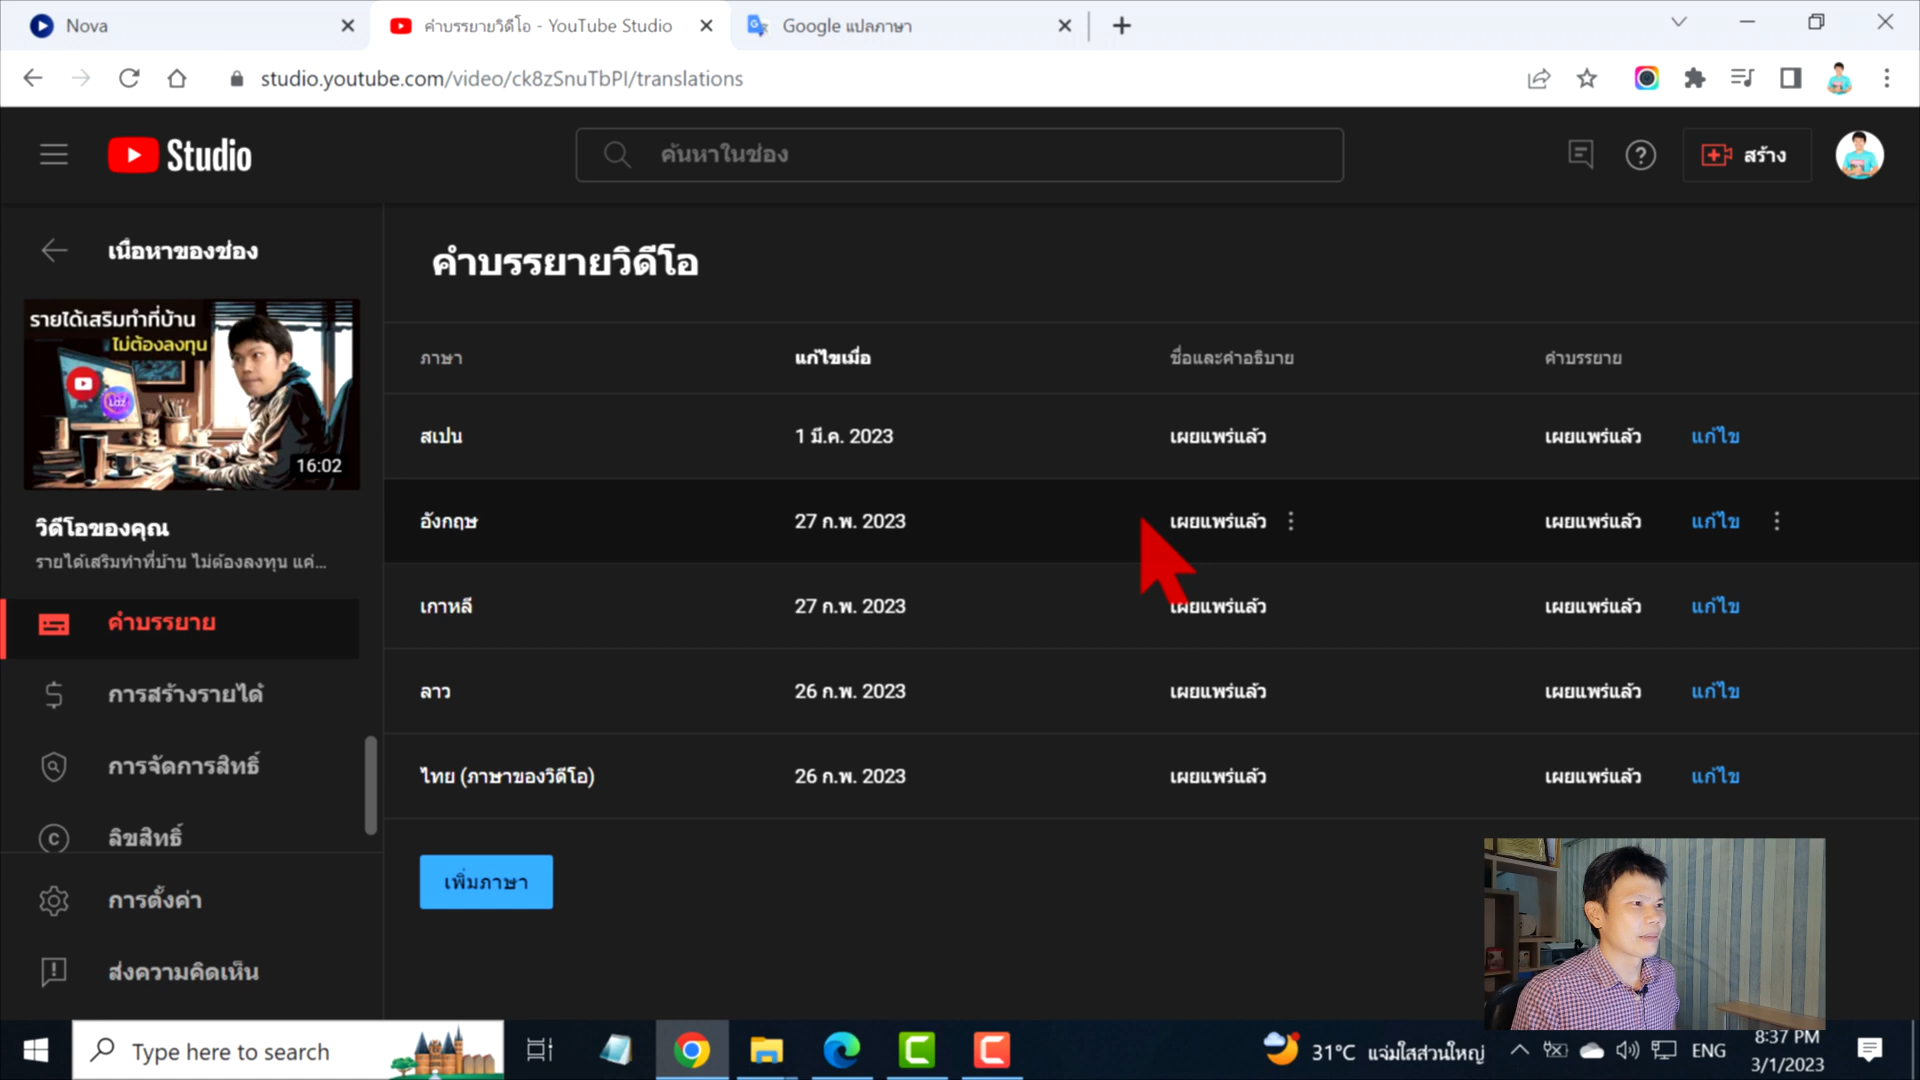 Nova
คำบรรยายวิดีโอ - YouTube Studio
Google แปลภาษา
studio.youtube.com/video/ck8zSnuTbPI/translations
Studio
ค้นหาในช่อง
สร้าง
เนื้อหาของช่อง
คำบรรยายวิดีโอ
รายได้เสริมทำที่บ้าน
ไม่ต้องลงทุน
16:02
วิดีโอของคุณ
รายได้เสริมทำที่บ้าน ไม่ต้องลงทุน แค่...
คำบรรยาย
การสร้างรายได้
การจัดการสิทธิ์
ลิขสิทธิ์
การตั้งค่า
ส่งความคิดเห็น
ภาษา แก้ไขเมื่อ ชื่อและคำอธิบาย คำบรรยาย
สเปน 1 มี.ค. 2023 เผยแพร่แล้ว เผยแพร่แล้ว แก้ไข
อังกฤษ 27 ก.พ. 2023 เผยแพร่แล้ว เผยแพร่แล้ว แก้ไข
เกาหลี 27 ก.พ. 2023 เผยแพร่แล้ว เผยแพร่แล้ว แก้ไข
ลาว 26 ก.พ. 2023 เผยแพร่แล้ว เผยแพร่แล้ว แก้ไข
ไทย (ภาษาของวิดีโอ) 26 ก.พ. 2023 เผยแพร่แล้ว เผยแพร่แล้ว แก้ไข
เพิ่มภาษา
Type here to search
31°C แจ่มใสส่วนใหญ่
ENG
8:37 PM
3/1/2023